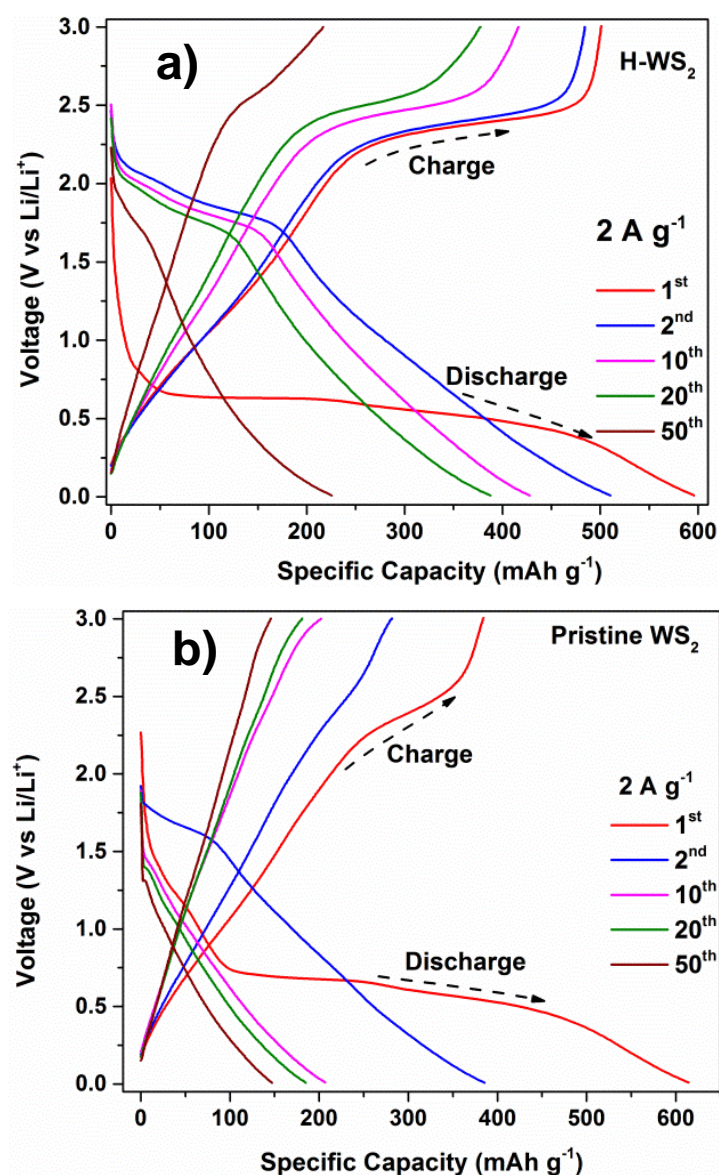 a)
H-WS₂
Charge
2 A g⁻¹
1ˢᵗ
2ⁿᵈ
10ᵗʰ
20ᵗʰ
50ᵗʰ
Discharge
Voltage (V vs Li/Li⁺)
3.0
2.5
2.0
1.5
1.0
0.5
0.0
0 100 200 300 400 500 600
Specific Capacity (mAh g⁻¹)
b)
Pristine WS₂
Charge
2 A g⁻¹
1ˢᵗ
2ⁿᵈ
10ᵗʰ
20ᵗʰ
50ᵗʰ
Discharge
Voltage (V vs Li/Li⁺)
3.0
2.5
2.0
1.5
1.0
0.5
0.0
0 100 200 300 400 500 600
Specific Capacity (mAh g⁻¹)